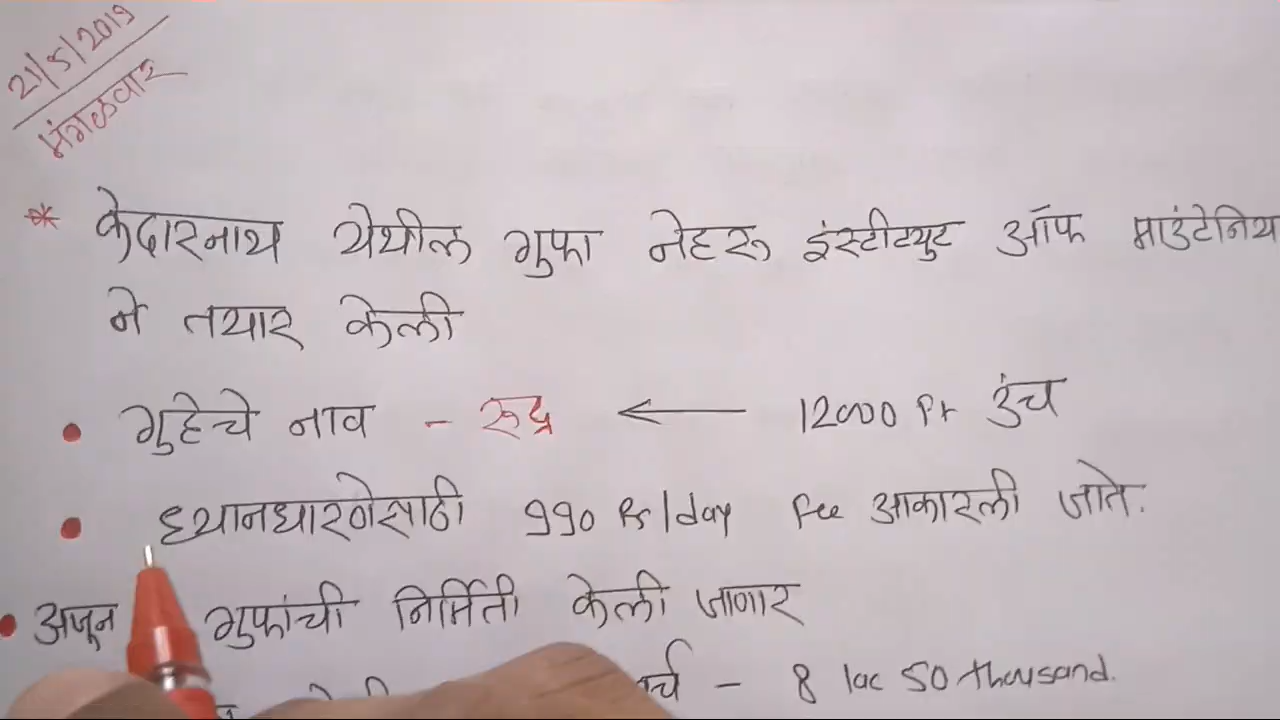 21/5/2019
मंगळवार
* केदारनाथ येथील गुफा नेहरू इंस्टीट्युट ऑफ माउंटेनिय
ने तयार केली
• गुहेचे नाव - रूद्र ← 12000 Ft उंच
• ध्यानधारणेसाठी 990 Rs/day fee आकारली जाते.
• अजून गुफांची निर्मिती केली जाणार
- 8 lac 50 thousand.